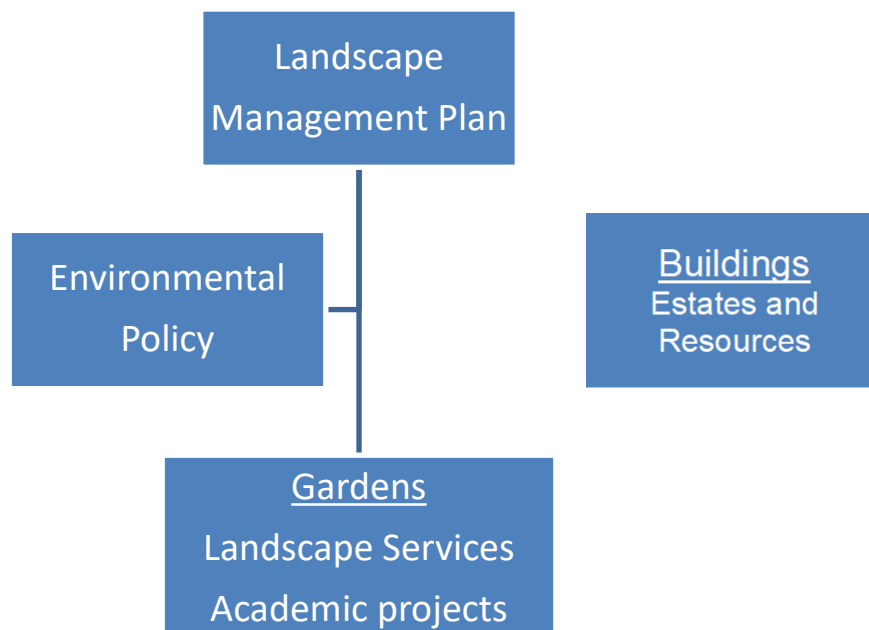 Landscape
Management Plan
Environmental
Policy
Buildings
Estates and
Resources
Gardens
Landscape Services
Academic projects